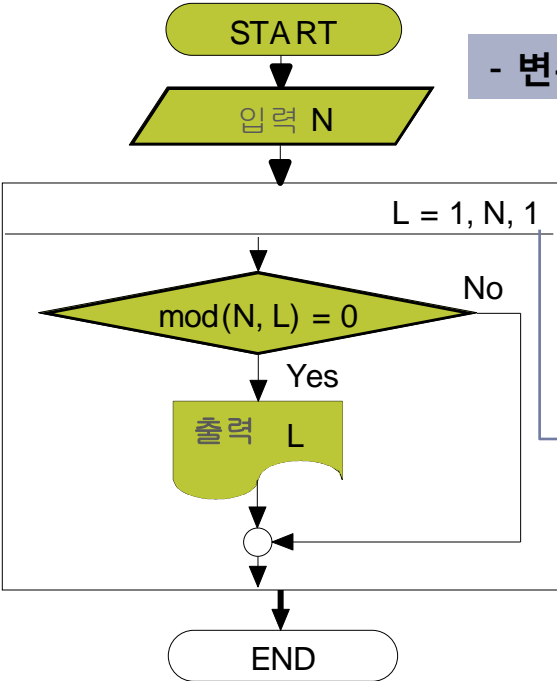 START
- 변
입력 N
L = 1, N, 1
No
mod(N, L) = 0
Yes
출력 L
END